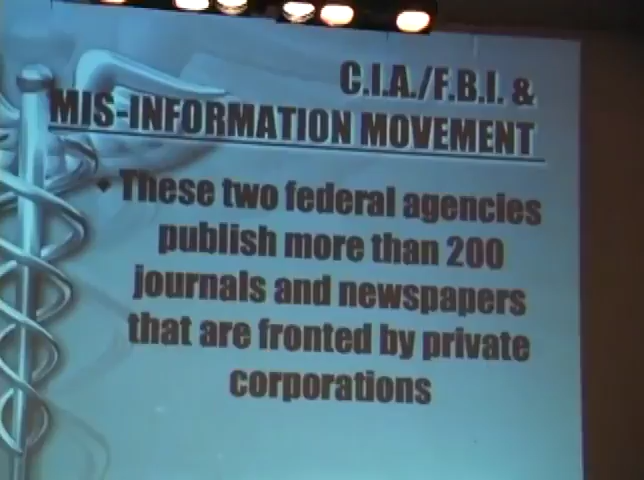 C.I.A./F.B.I. &
MIS-INFORMATION MOVEMENT
• These two federal agencies
publish more than 200
journals and newspapers
that are fronted by private
corporations